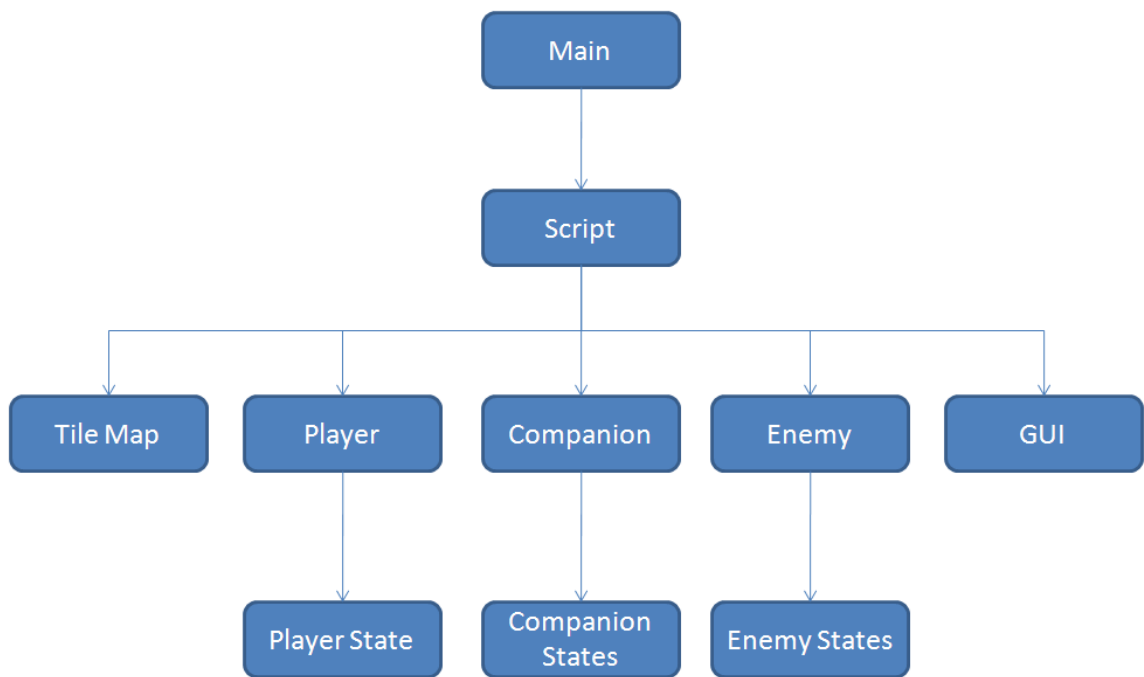 Main
Script
Tile Map
Player
Companion
Enemy
GUI
Player State
Companion
States
Enemy States